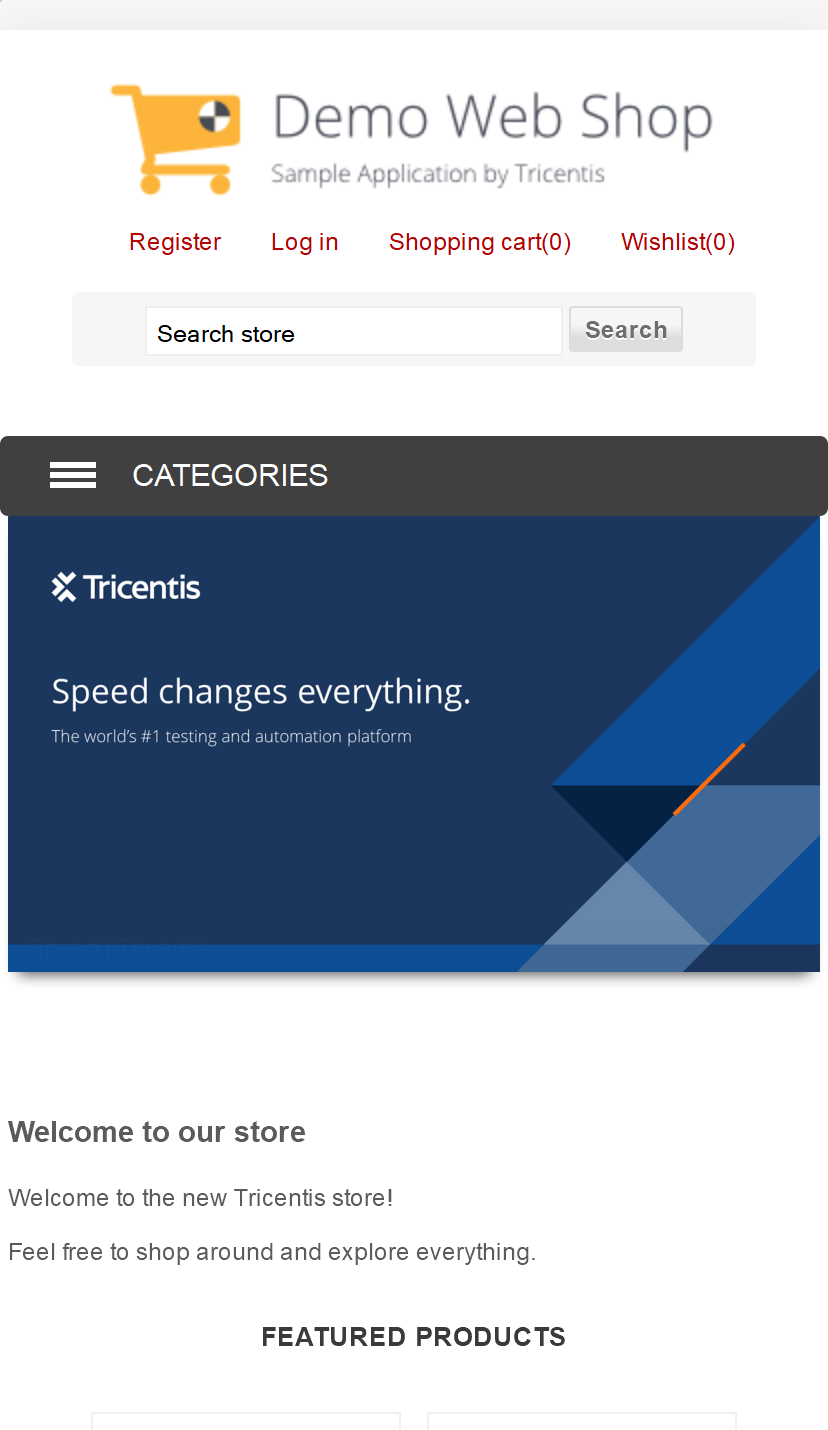 Demo Web Shop
Sample Application by Tricentis
Register Log in Shopping cart(0) Wishlist(0)
Search store Search
CATEGORIES
Tricentis
Speed changes everything.
The world's #1 testing and automation platform
Welcome to our store
Welcome to the new Tricentis store!
Feel free to shop around and explore everything.
FEATURED PRODUCTS